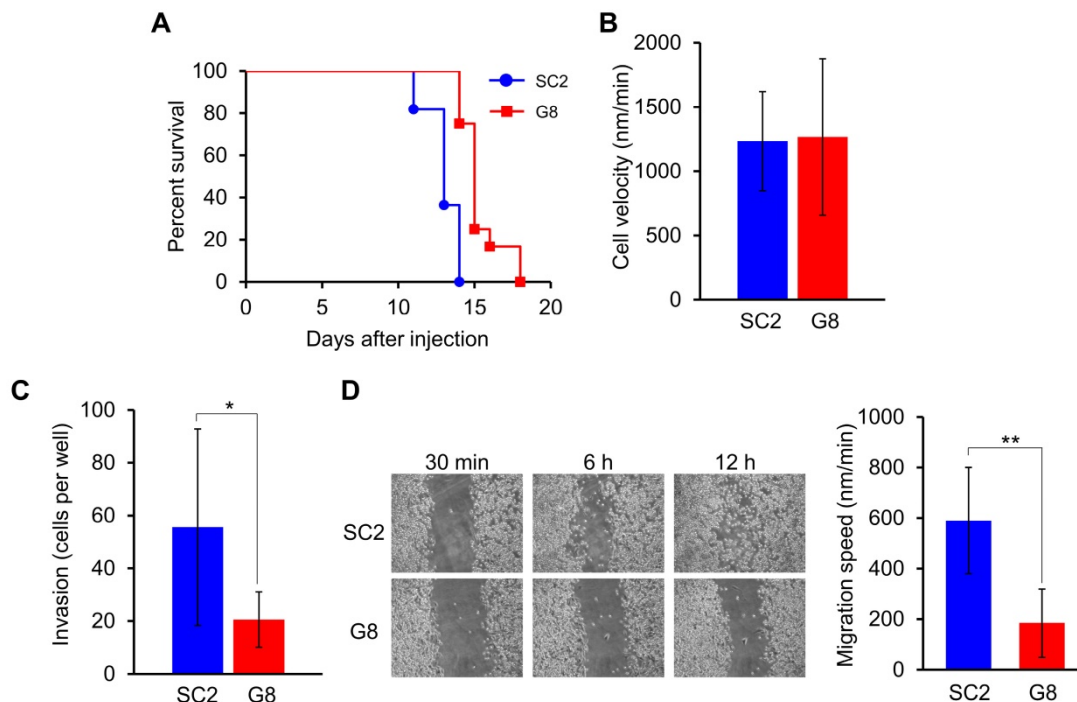 A
100
80
60
40
20
0
Percent survival
0 5 10 15 20
Days after injection
SC2
G8
B
2000
1500
1000
500
0
Cell velocity (nm/min)
SC2 G8
C
100
80
60
40
20
0
Invasion (cells per well)
*
SC2 G8
D
30 min 6 h 12 h
SC2
G8
1000
800
600
400
200
0
Migration speed (nm/min)
**
SC2 G8